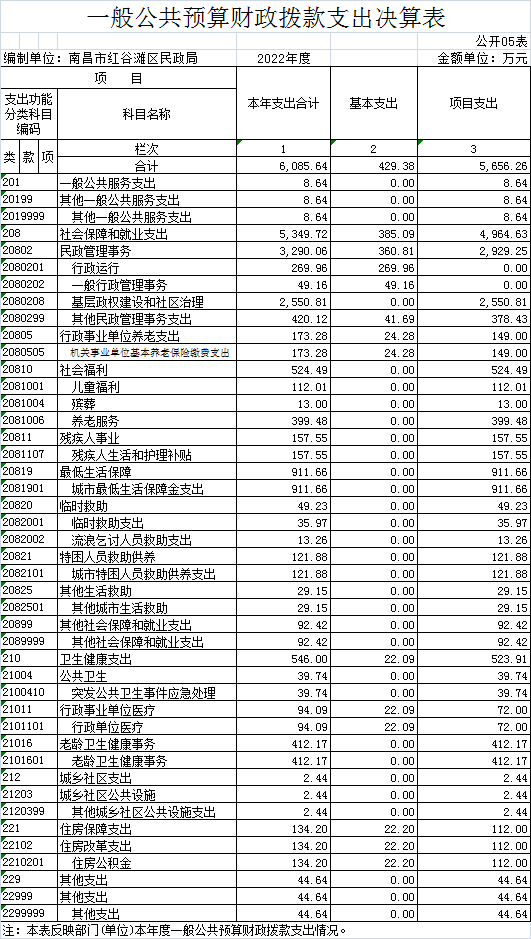 一般公共预算财政拨款支出决算表
公开05表
编制单位：南昌市红谷滩区民政局 2022年度 金额单位：万元
项 目 本年支出合计 基本支出 项目支出
支出功能分类科目编码 科目名称
类 款 项 栏次 1 2 3
合计 6,085.64 429.38 5,656.26
201 一般公共服务支出 8.64 0.00 8.64
20199 其他一般公共服务支出 8.64 0.00 8.64
2019999 其他一般公共服务支出 8.64 0.00 8.64
208 社会保障和就业支出 5,349.72 385.09 4,964.63
20802 民政管理事务 3,290.06 360.81 2,929.25
2080201 行政运行 269.96 269.96 0.00
2080202 一般行政管理事务 49.16 49.16 0.00
2080208 基层政权建设和社区治理 2,550.81 0.00 2,550.81
2080299 其他民政管理事务支出 420.12 41.69 378.43
20805 行政事业单位养老支出 173.28 24.28 149.00
2080505 机关事业单位基本养老保险缴费支出 173.28 24.28 149.00
20810 社会福利 524.49 0.00 524.49
2081001 儿童福利 112.01 0.00 112.01
2081004 殡葬 13.00 0.00 13.00
2081006 养老服务 399.48 0.00 399.48
20811 残疾人事业 157.55 0.00 157.55
2081107 残疾人生活和护理补贴 157.55 0.00 157.55
20819 最低生活保障 911.66 0.00 911.66
2081901 城市最低生活保障金支出 911.66 0.00 911.66
20820 临时救助 49.23 0.00 49.23
2082001 临时救助支出 35.97 0.00 35.97
2082002 流浪乞讨人员救助支出 13.26 0.00 13.26
20821 特困人员救助供养 121.88 0.00 121.88
2082101 城市特困人员救助供养支出 121.88 0.00 121.88
20825 其他生活救助 29.15 0.00 29.15
2082501 其他城市生活救助 29.15 0.00 29.15
20899 其他社会保障和就业支出 92.42 0.00 92.42
2089999 其他社会保障和就业支出 92.42 0.00 92.42
210 卫生健康支出 546.00 22.09 523.91
21004 公共卫生 39.74 0.00 39.74
2100410 突发公共卫生事件应急处理 39.74 0.00 39.74
21011 行政事业单位医疗 94.09 22.09 72.00
2101101 行政单位医疗 94.09 22.09 72.00
21016 老龄卫生健康事务 412.17 0.00 412.17
2101601 老龄卫生健康事务 412.17 0.00 412.17
212 城乡社区支出 2.44 0.00 2.44
21203 城乡社区公共设施 2.44 0.00 2.44
2120399 其他城乡社区公共设施支出 2.44 0.00 2.44
221 住房保障支出 134.20 22.20 112.00
22102 住房改革支出 134.20 22.20 112.00
2210201 住房公积金 134.20 22.20 112.00
229 其他支出 44.64 0.00 44.64
22999 其他支出 44.64 0.00 44.64
2299999 其他支出 44.64 0.00 44.64
注：本表反映部门(单位)本年度一般公共预算财政拨款支出情况。